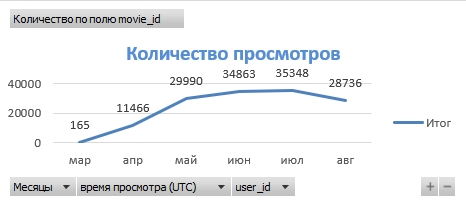 Количество по полю movie_id
Количество просмотров
40000
20000
0
165
11466
29990
34863
35348
28736
Итог
мар апр май июн июл авг
Месяцы время просмотра (UTC) user_id + −